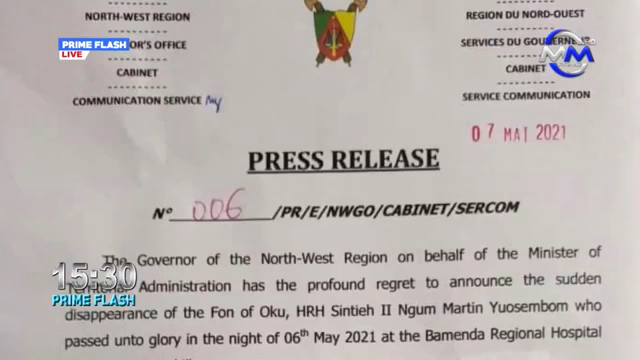 NORTH-WEST REGION
REGION DU NORD-OUEST
PRIME FLASH
LIVE
OR'S OFFICE
SERVICES DU GOUVERNE
CABINET
CABINET
MM
COMMUNICATION SERVICE
SERVICE COMMUNICATION
07 MAI 2021
PRESS RELEASE
N° 006 /PR/E/NWGO/CABINET/SERCOM
The Governor of the North-West Region on behalf of the Minister of
Territorial Administration has the profound regret to announce the sudden
disappearance of the Fon of Oku, HRH Sintieh II Ngum Martin Yuosembom who
passed unto glory in the night of 06th May 2021 at the Bamenda Regional Hospital
15:30
PRIME FLASH